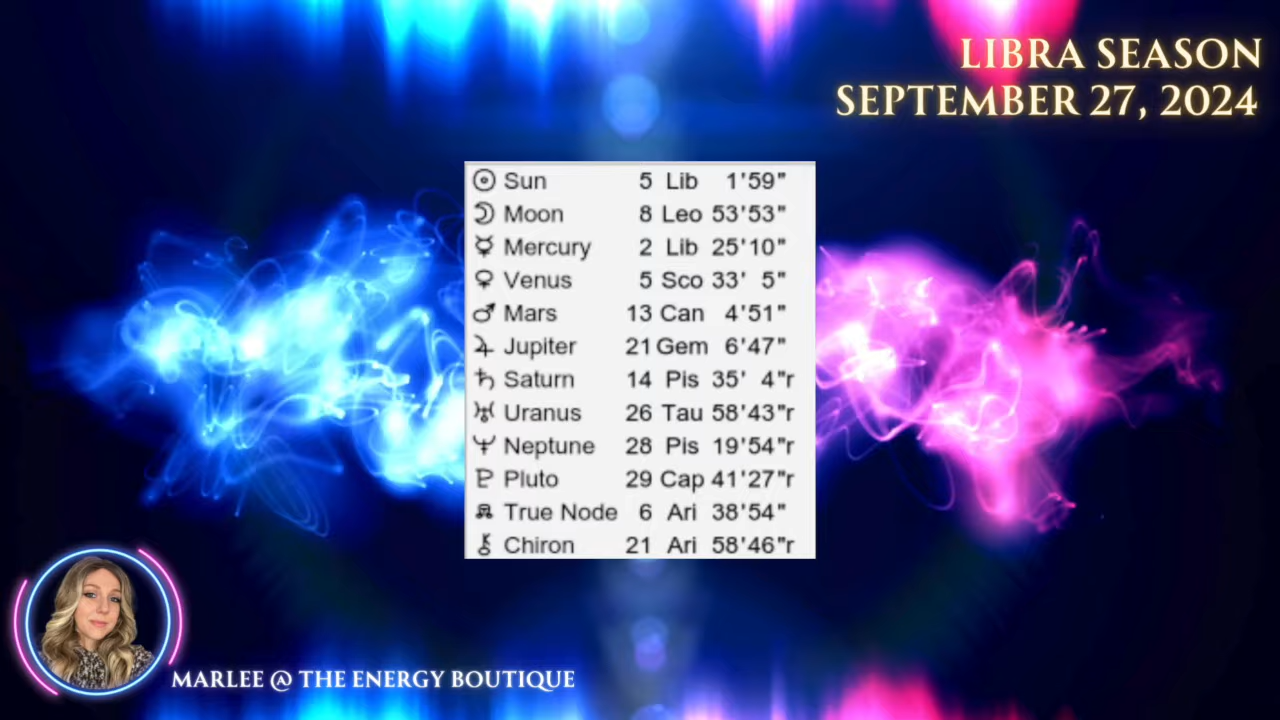 LIBRA SEASON
SEPTEMBER 27, 2024
Sun 5 Lib 1'59"
Moon 8 Leo 53'53"
Mercury 2 Lib 25'10"
Venus 5 Sco 33' 5"
Mars 13 Can 4'51"
Jupiter 21 Gem 6'47"
Saturn 14 Pis 35' 4"r
Uranus 26 Tau 58'43"r
Neptune 28 Pis 19'54"r
Pluto 29 Cap 41'27"r
True Node 6 Ari 38'54"
Chiron 21 Ari 58'46"r
MARLEE @ THE ENERGY BOUTIQUE